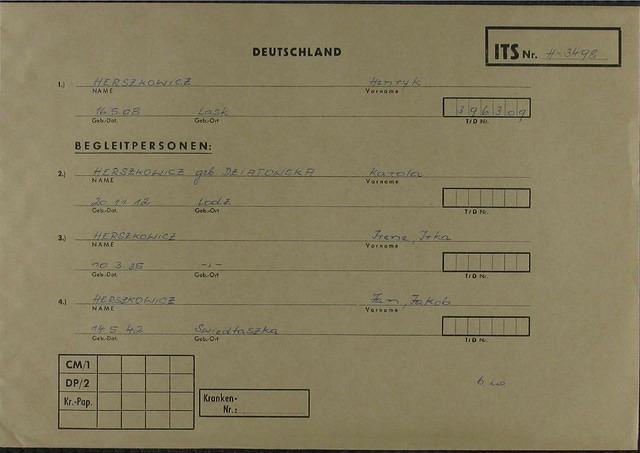 DEUTSCHLAND
ITS Nr. H-3498
1.) HERSZKOWICZ Henryk
NAME Vorname
16.5.08 Lask 396309
Geb.-Dat. Geb.-Ort T/D Nr.
BEGLEITPERSONEN:
2.) HERSZKOWICZ geb DZIATOWSKA Karola
NAME Vorname
20 11 12 Lodz
Geb.-Dat. Geb.-Ort T/D Nr.
3.) HERSZKOWICZ Irene, Irka
NAME Vorname
10 3 35 -"-
Geb.-Dat. Geb.-Ort T/D Nr.
4.) HERSZKOWICZ Jan, Jakob
NAME Vorname
14 5 42
Geb.-Dat. Geb.-Ort T/D Nr.
CM/1
DP/2
Kr.-Pap.
Kranken-
Nr.: